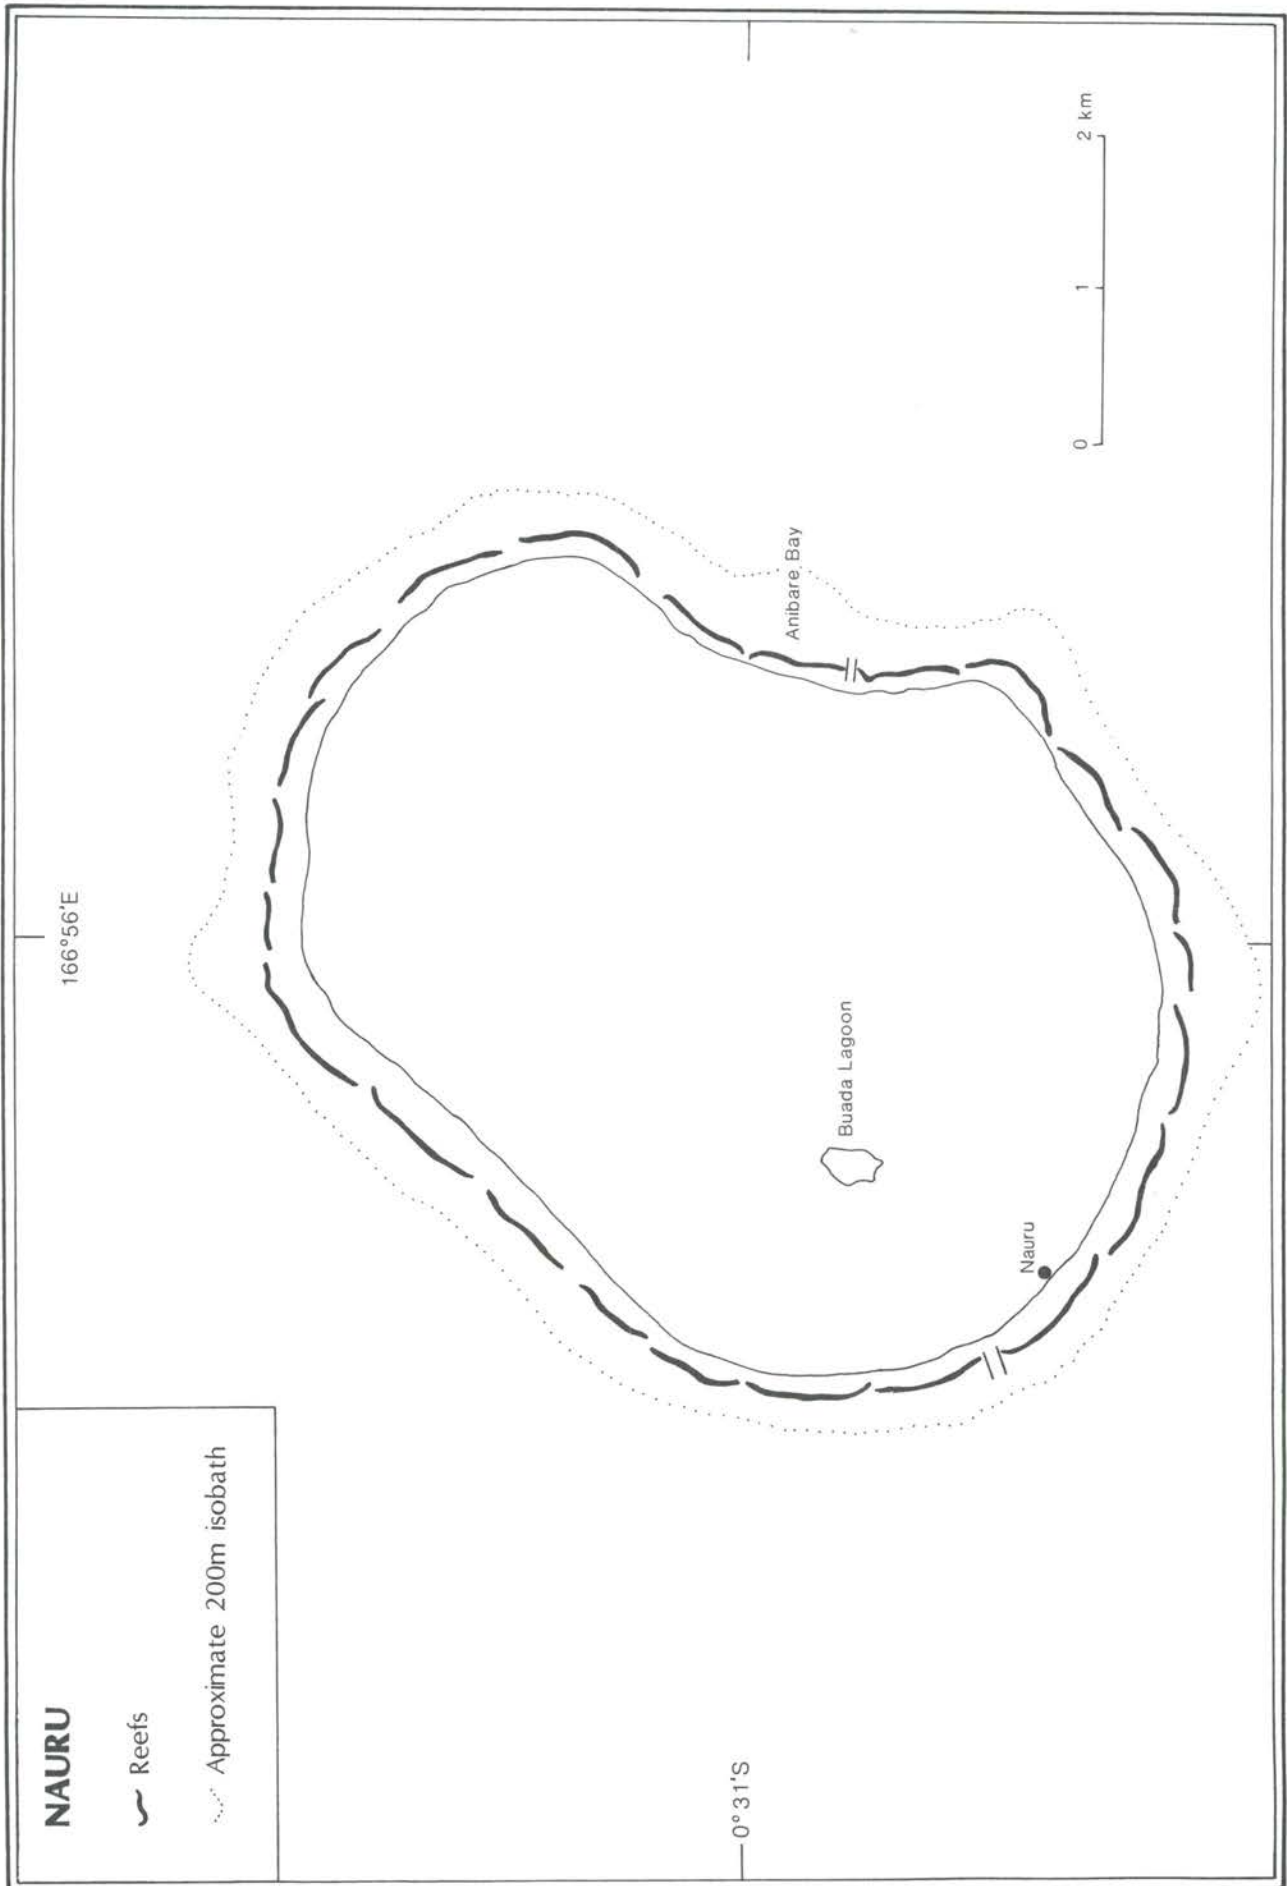 NAURU
Reefs
Approximate 200m isobath
166°56'E
0°31'S
Anibare Bay
Buada Lagoon
Nauru
0 1 2 km